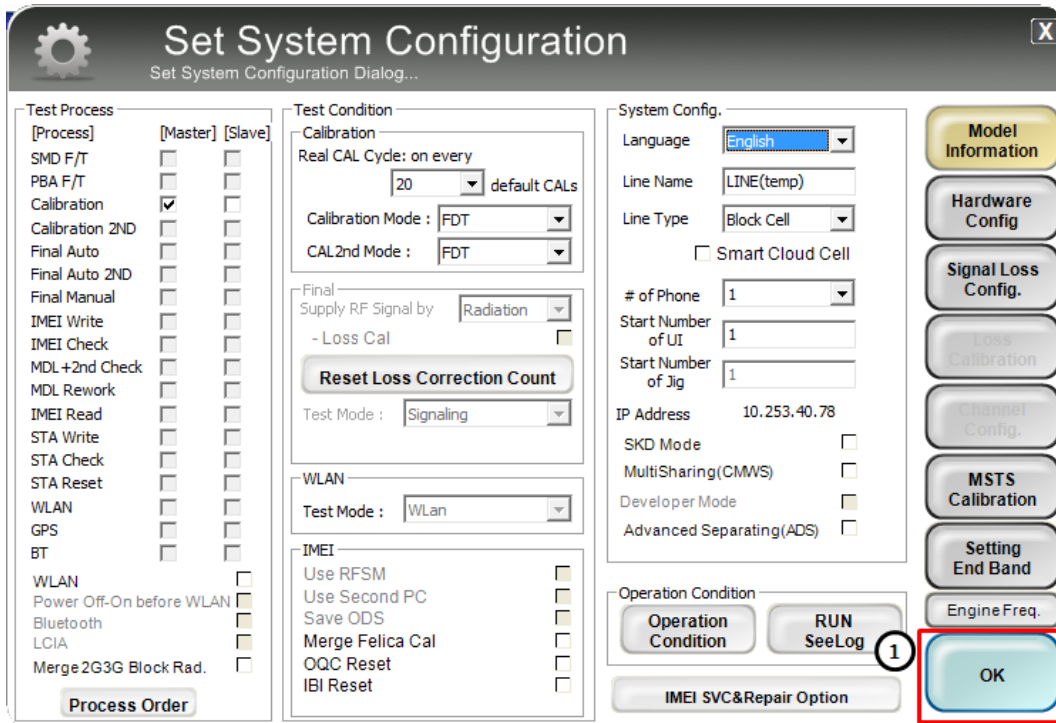 Set System Configuration
Set System Configuration Dialog...
X
Test Process
[Process] [Master] [Slave]
SMD F/T
PBA F/T
Calibration
Calibration 2ND
Final Auto
Final Auto 2ND
Final Manual
IMEI Write
IMEI Check
MDL+2nd Check
MDL Rework
IMEI Read
STA Write
STA Check
STA Reset
WLAN
GPS
BT
WLAN
Power Off-On before WLAN
Bluetooth
LCIA
Merge2G3G Block Rad.
Process Order
Test Condition
Calibration
Real CAL Cycle: on every
20 default CALs
Calibration Mode : FDT
CAL2nd Mode : FDT
Final
Supply RF Signal by Radiation
- Loss Cal
Reset Loss Correction Count
Test Mode : Signaling
WLAN
Test Mode : WLan
IMEI
Use RFSM
Use Second PC
Save ODS
Merge Felica Cal
OQC Reset
IBI Reset
System Config.
Language English
Line Name LINE(temp)
Line Type Block Cell
Smart Cloud Cell
# of Phone 1
Start Number
of UI 1
Start Number
of Jig 1
IP Address 10.253.40.78
SKD Mode
MultiSharing(CMWS)
Developer Mode
Advanced Separating(ADS)
Operation Condition
Operation
Condition
RUN
SeeLog
IMEI SVC&Repair Option
Model
Information
Hardware
Config
Signal Loss
Config.
Loss
Calibration
Channel
Config.
MSTS
Calibration
Setting
End Band
Engine Freq.
1
OK